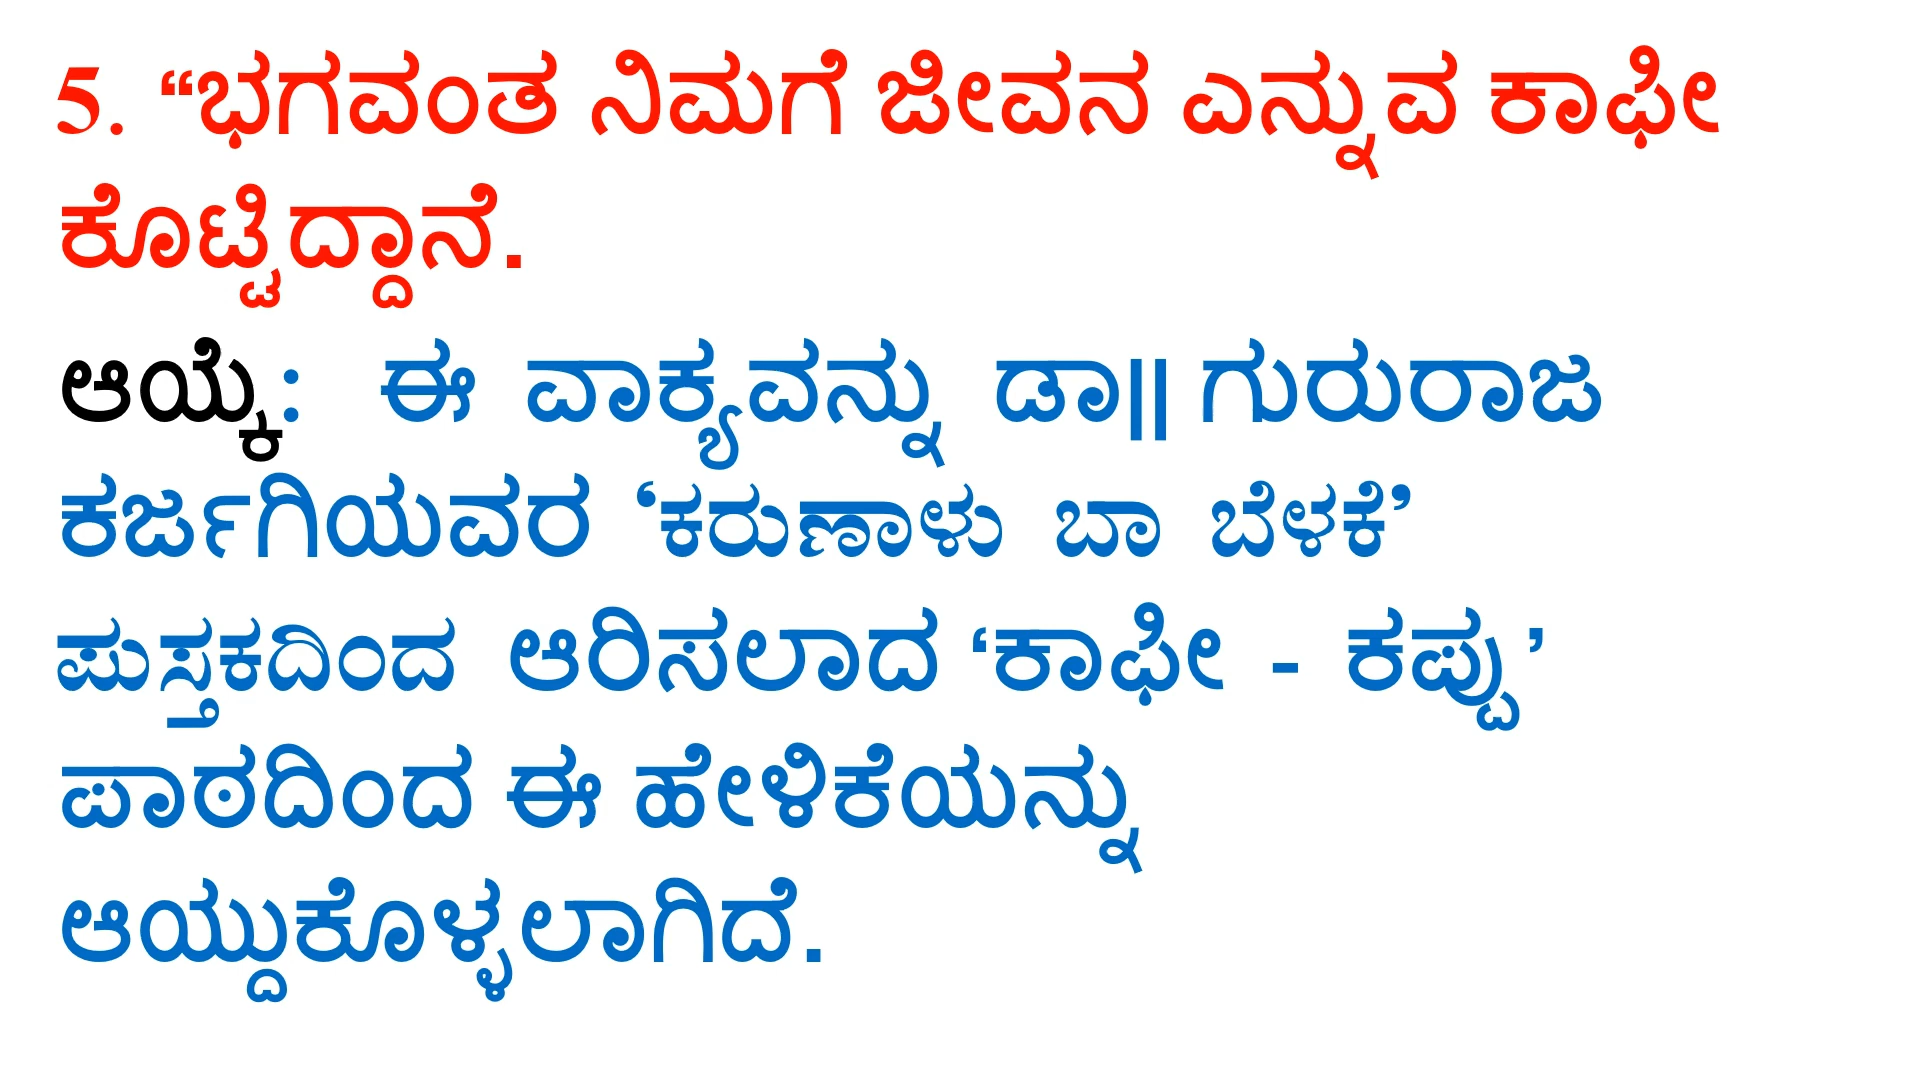 5. “ಭಗವಂತ ನಿಮಗೆ ಜೀವನ ಎನ್ನುವ ಕಾಫೀ
ಕೊಟ್ಟಿದ್ದಾನೆ.
ಆಯ್ಕೆ: ಈ ವಾಕ್ಯವನ್ನು ಡಾ|| ಗುರುರಾಜ
ಕರ್ಜಗಿಯವರ ‘ಕರುಣಾಳು ಬಾ ಬೆಳಕೆ’
ಪುಸ್ತಕದಿಂದ ಆರಿಸಲಾದ ‘ಕಾಫೀ - ಕಪ್ಪು’
ಪಾಠದಿಂದ ಈ ಹೇಳಿಕೆಯನ್ನು
ಆಯ್ದುಕೊಳ್ಳಲಾಗಿದೆ.